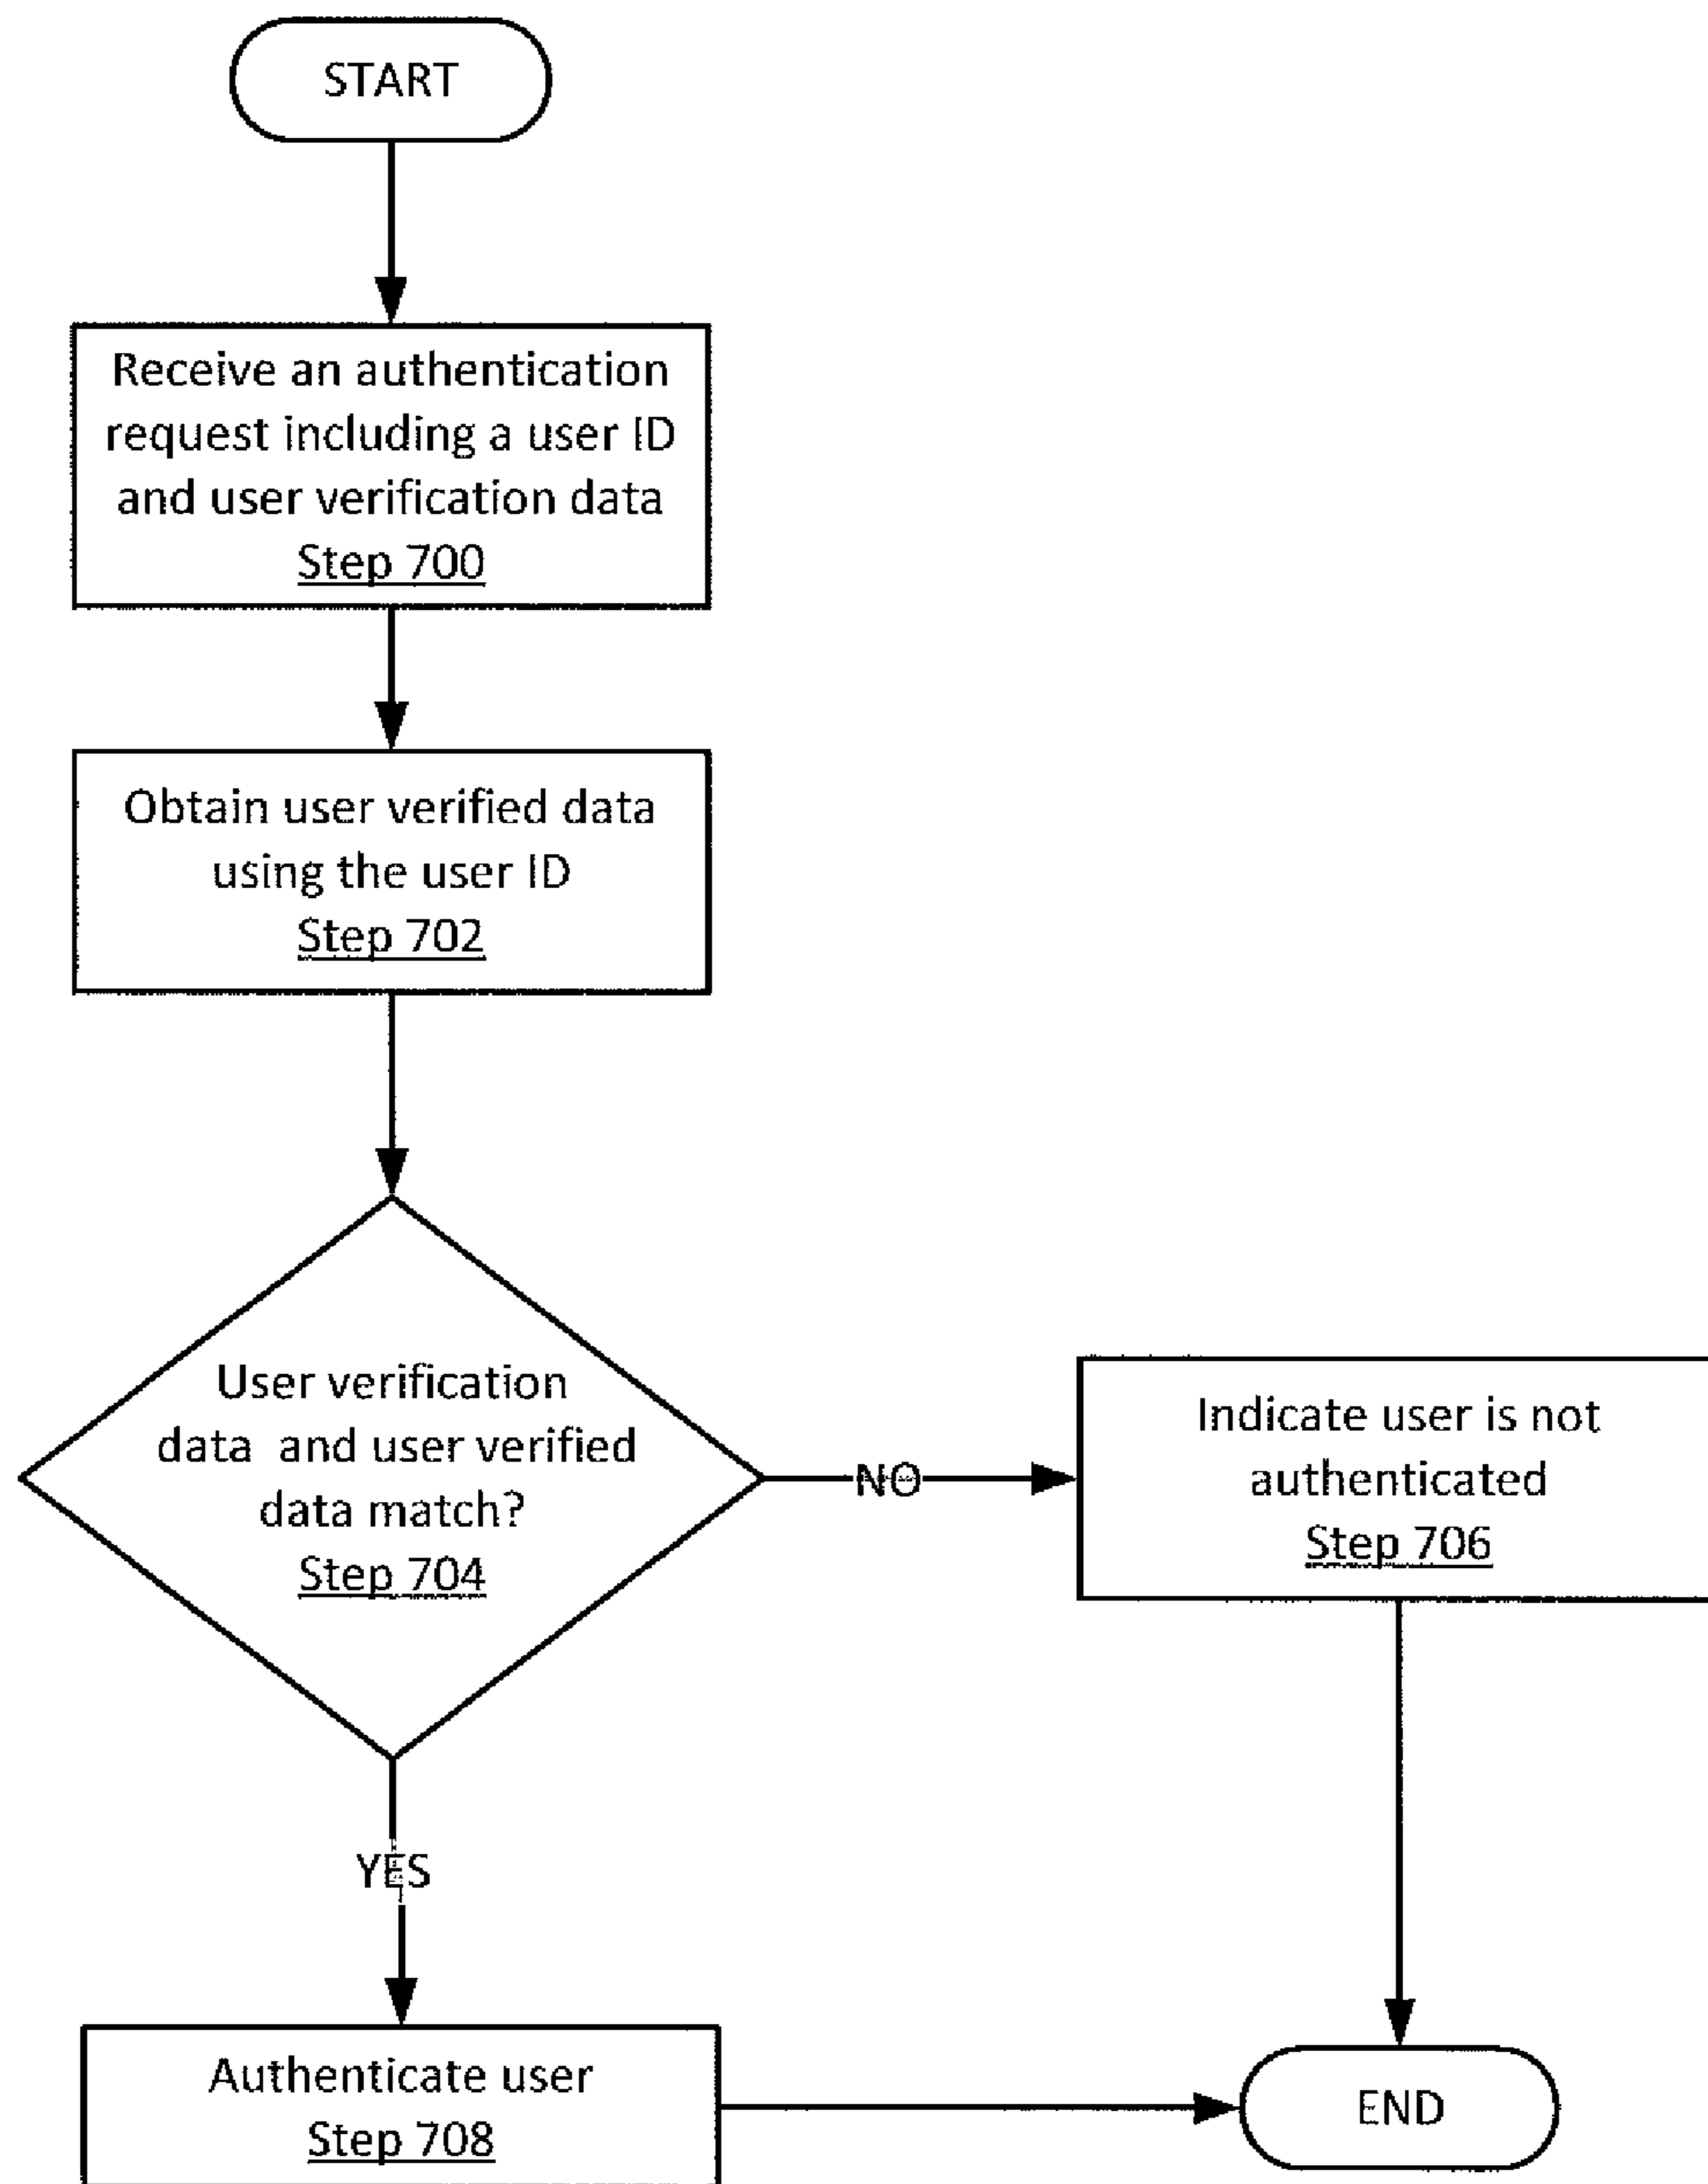 START
Receive an authentication
request including a user ID
and user verification data
Step 700
Obtain user verified data
using the user ID
Step 702
User verification
data and user verified
data match?
Step 704
NO
Indicate user is not
authenticated
Step 706
YES
Authenticate user
Step 708
END